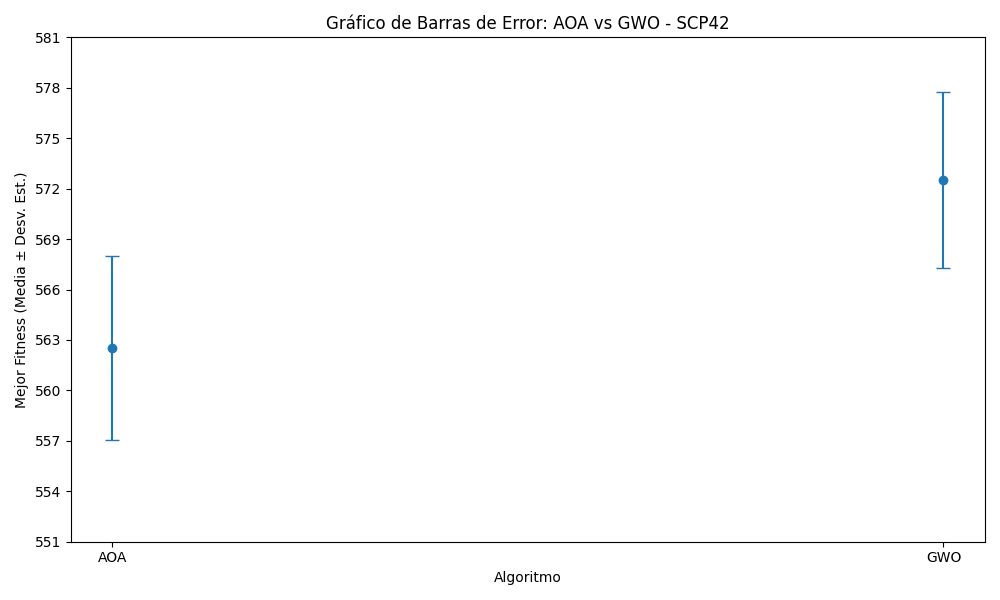 Gráfico de Barras de Error: AOA vs GWO - SCP42
Mejor Fitness (Media ± Desv. Est.)
581
578
575
572
569
566
563
560
557
554
551
AOA
GWO
Algoritmo